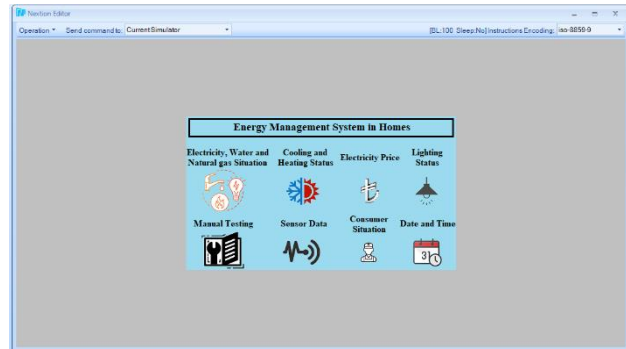 Nextion Editor
Operation Send command to: Current Simulator [BL:100 Sleep:No] Instructions Encoding: iso-8859-9
Energy Management System in Homes
Electricity, Water and Natural gas Situation
Cooling and Heating Status
Electricity Price
Lighting Status
Manual Testing
Sensor Data
Consumer Situation
Date and Time
31